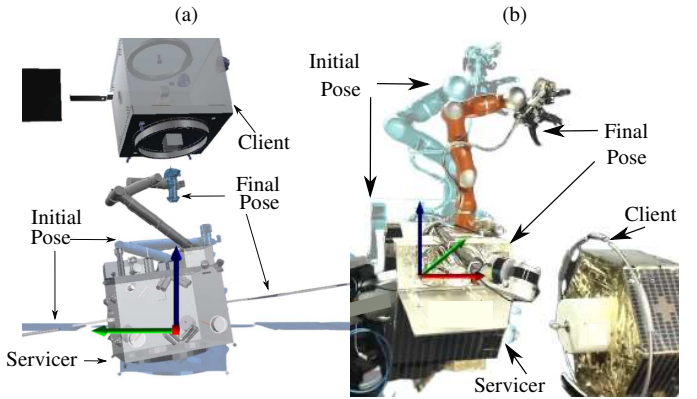 (a)
Client
Initial
Pose
Final
Pose
Servicer
(b)
Initial
Pose
Final
Pose
Client
Servicer